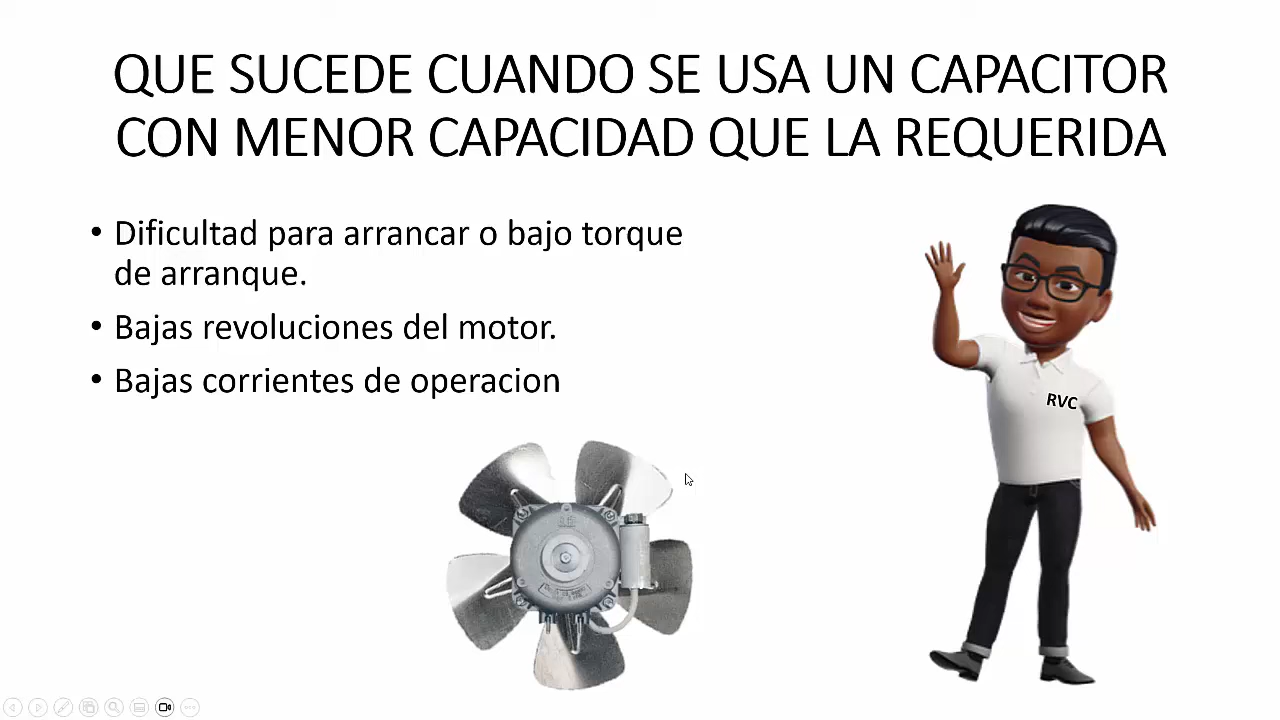 QUE SUCEDE CUANDO SE USA UN CAPACITOR
CON MENOR CAPACIDAD QUE LA REQUERIDA
• Dificultad para arrancar o bajo torque
de arranque.
• Bajas revoluciones del motor.
• Bajas corrientes de operacion
RVC